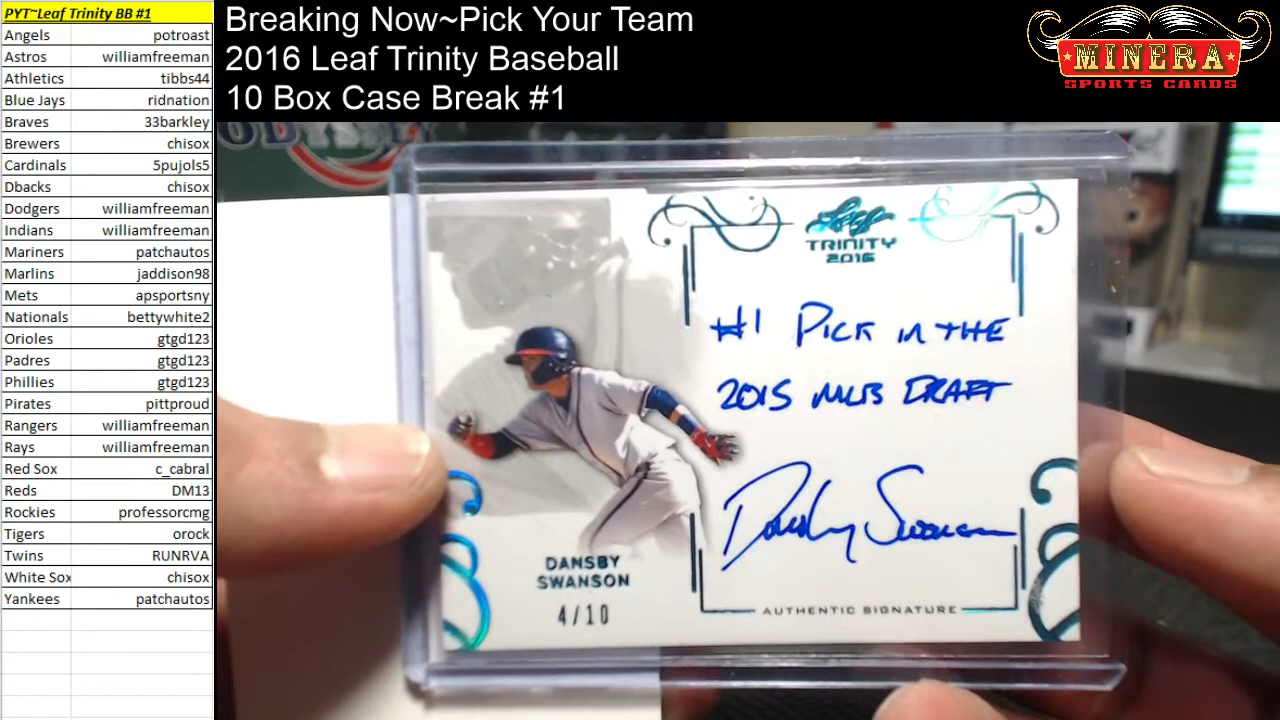 PYT~Leaf Trinity BB #1
Angels potroast
Astros williamfreeman
Athletics tibbs44
Blue Jays ridnation
Braves 33barkley
Brewers chisox
Cardinals 5pujols5
Dbacks chisox
Dodgers williamfreeman
Indians williamfreeman
Mariners patchautos
Marlins jaddison98
Mets apsportsny
Nationals bettywhite2
Orioles gtgd123
Padres gtgd123
Phillies gtgd123
Pirates pittproud
Rangers williamfreeman
Rays williamfreeman
Red Sox c_cabral
Reds DM13
Rockies professorcmg
Tigers orock
Twins RUNRVA
White Sox chisox
Yankees patchautos
Breaking Now~Pick Your Team
2016 Leaf Trinity Baseball
10 Box Case Break #1
MINERA
SPORTS CARDS
Leaf
TRINITY
2016
#1 PICK IN THE
2015 MLB DRAFT
Dansby Swanson
DANSBY
SWANSON
4/10
AUTHENTIC SIGNATURE